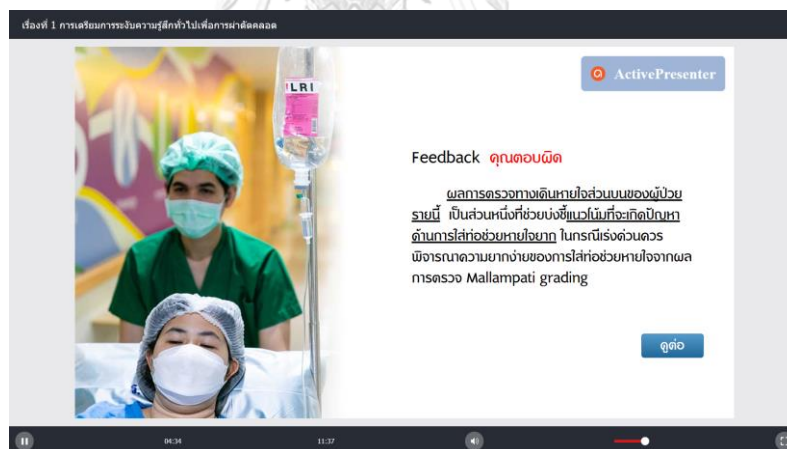 เรื่องที่ 1 การเตรียมการระงับความรู้สึกทั่วไปเพื่อการผ่าตัดคลอด
LRI
ActivePresenter
Feedback คุณตอบผิด
ผลการตรวจทางเดินหายใจส่วนบนของผู้ป่วย
รายนี้ เป็นส่วนหนึ่งที่ช่วยบ่งชี้แนวโน้มที่จะเกิดปัญหา
ด้านการใส่ท่อช่วยหายใจยาก ในกรณีเร่งด่วนควร
พิจารณาความยากง่ายของการใส่ท่อช่วยหายใจจากผล
การตรวจ Mallampati grading
ดูต่อ
04:34
11:37